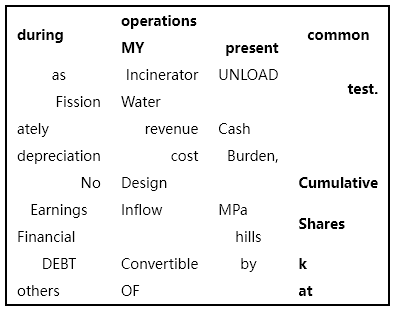 during operations common
MY present
as Incinerator UNLOAD
test.
Fission Water
ately revenue Cash
depreciation cost Burden,
No Design Cumulative
Earnings Inflow MPa
Shares
Financial hills
DEBT Convertible by k
others OF at